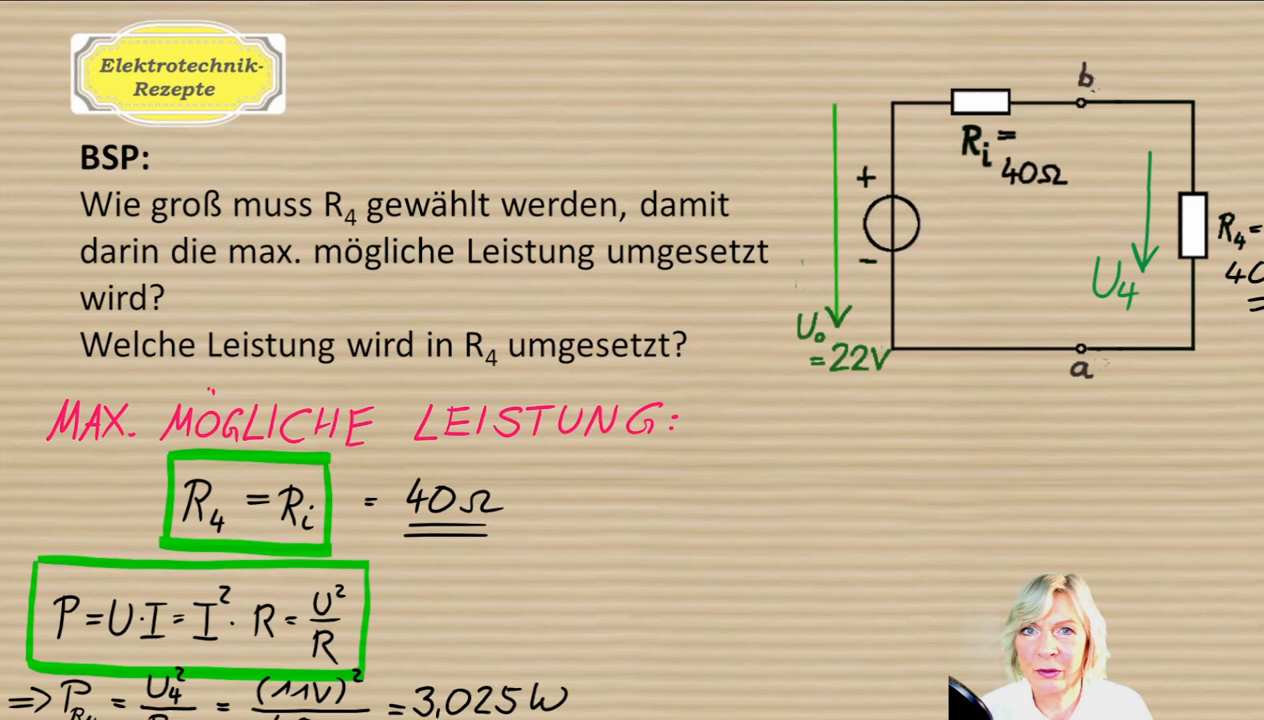 Elektrotechnik-
Rezepte
BSP:
Wie groß muss R₄ gewählt werden, damit
darin die max. mögliche Leistung umgesetzt
wird?
Welche Leistung wird in R₄ umgesetzt?
b
Rᵢ =
40Ω
+
-
R₄=
U₄
U₀
=22V
a
MAX. MÖGLICHE LEISTUNG:
R₄ = Rᵢ = 40Ω
P=U·I=I²·R=U²/R
=> P_R₄ = U₄²/ = (11V)²/ = 3,025W